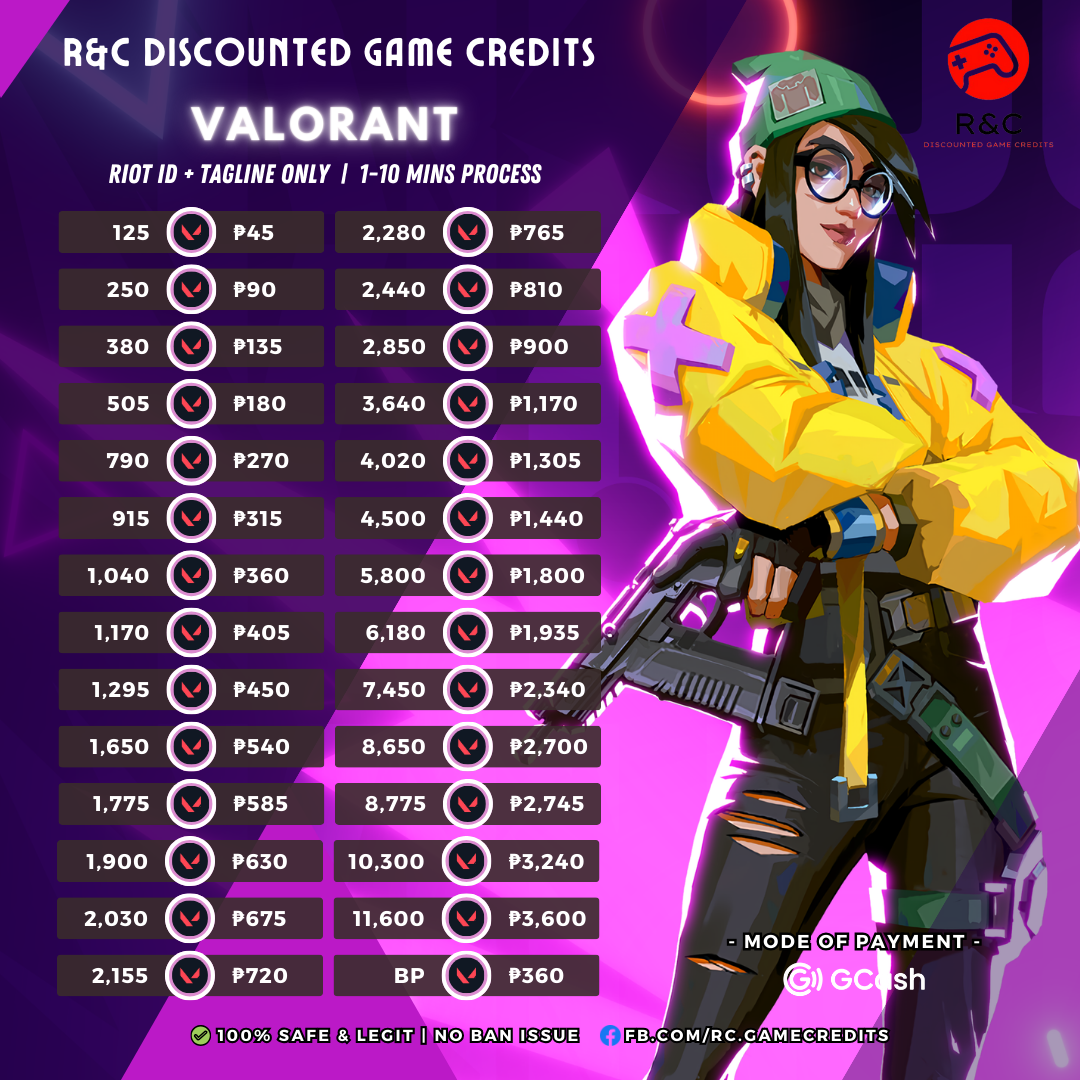 R&C DISCOUNTED GAME CREDITS
R&C
DISCOUNTED GAME CREDITS
VALORANT
RIOT ID + TAGLINE ONLY | 1-10 MINS PROCESS
125 ₱45
250 ₱90
380 ₱135
505 ₱180
790 ₱270
915 ₱315
1,040 ₱360
1,170 ₱405
1,295 ₱450
1,650 ₱540
1,775 ₱585
1,900 ₱630
2,030 ₱675
2,155 ₱720
2,280 ₱765
2,440 ₱810
2,850 ₱900
3,640 ₱1,170
4,020 ₱1,305
4,500 ₱1,440
5,800 ₱1,800
6,180 ₱1,935
7,450 ₱2,340
8,650 ₱2,700
8,775 ₱2,745
10,300 ₱3,240
11,600 ₱3,600
BP ₱360
- MODE OF PAYMENT -
GCash
100% SAFE & LEGIT | NO BAN ISSUE
FB.COM/RC.GAMECREDITS